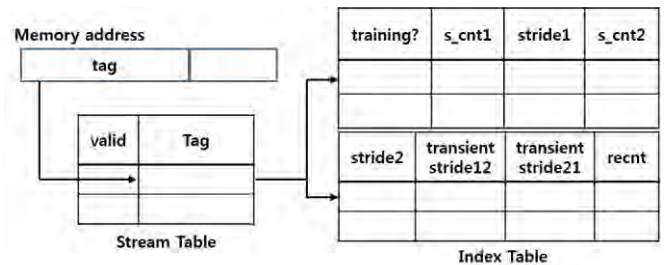 Memory address
tag
valid Tag
Stream Table
training? s_cnt1 stride1 s_cnt2
stride2 transient stride12 transient stride21 recnt
Index Table